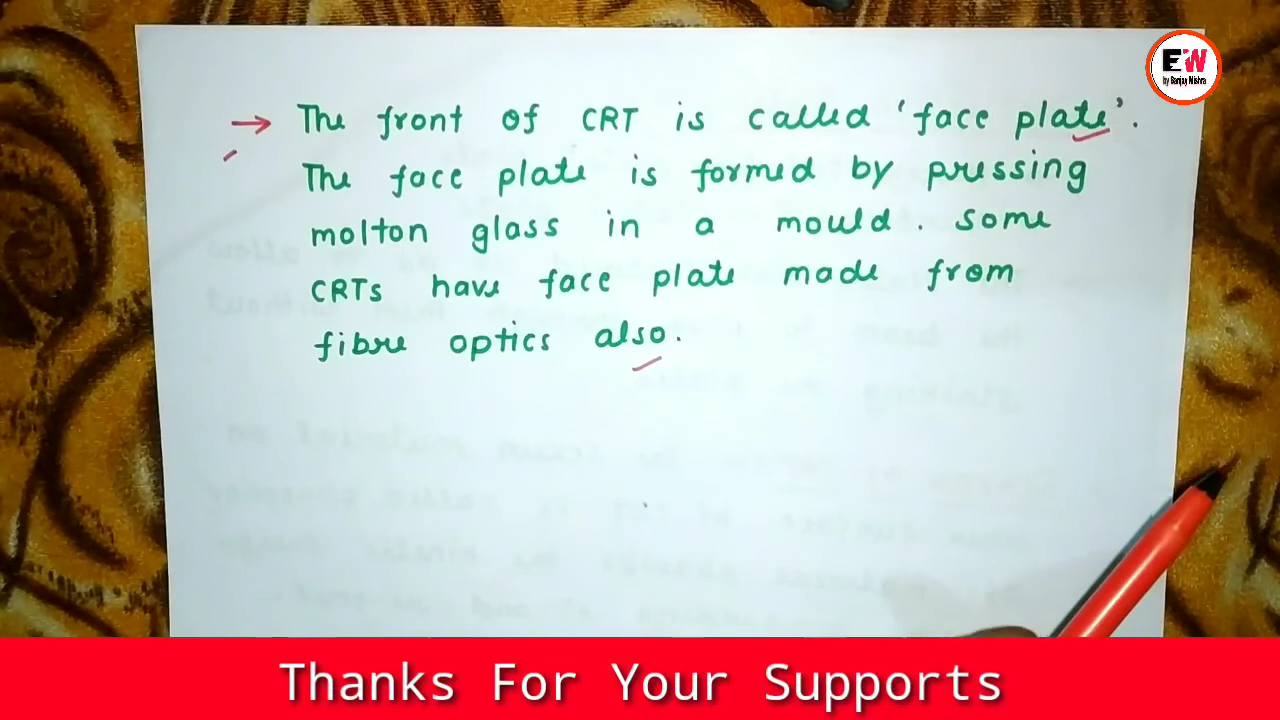 EW
by Sanjay Mishra
→ The front of CRT is called 'face plate'.
The face plate is formed by pressing
molton glass in a mould. Some
CRTs have face plate made from
fibre optics also.
Thanks For Your Supports